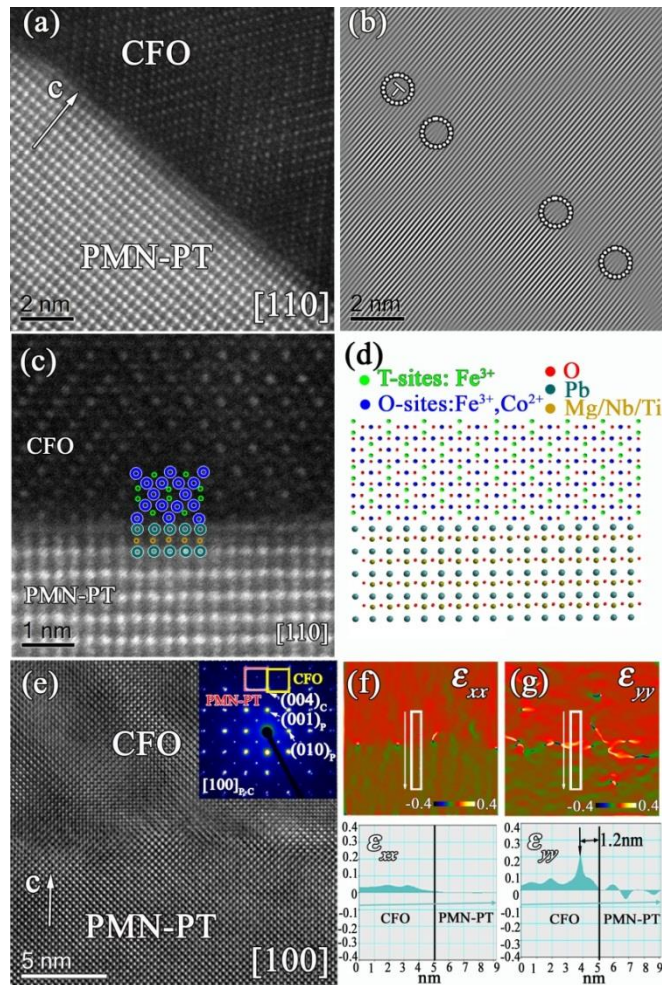 (a)
CFO
c
PMN-PT
2 nm
[110]
(b)
2 nm
(c)
CFO
PMN-PT
1 nm
[110]
(d)
T-sites: Fe³⁺
O-sites:Fe³⁺,Co²⁺
O
Pb
Mg/Nb/Ti
(e)
CFO
PMN-PT
CFO
(004)C
(001)P
(010)P
[100]P,C
c
PMN-PT
5 nm
[100]
(f)
εxx
-0.4
0.4
(g)
εyy
-0.4
0.4
0.4
0.3
0.2
0.1
0
-0.1
-0.2
-0.3
-0.4
εxx
CFO
PMN-PT
0 1 2 3 4 5 6 7 8 9
nm
0.4
0.3
0.2
0.1
0
-0.1
-0.2
-0.3
-0.4
εyy
1.2nm
CFO
PMN-PT
0 1 2 3 4 5 6 7 8 9
nm